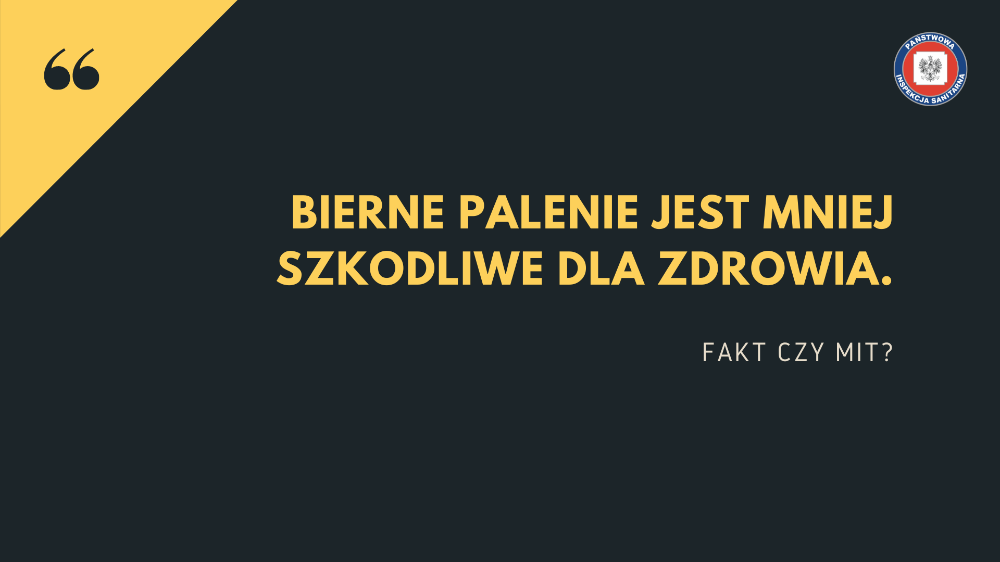 “
PAŃSTWOWA
INSPEKCJA SANITARNA
BIERNE PALENIE JEST MNIEJ
SZKODLIWE DLA ZDROWIA.
FAKT CZY MIT?